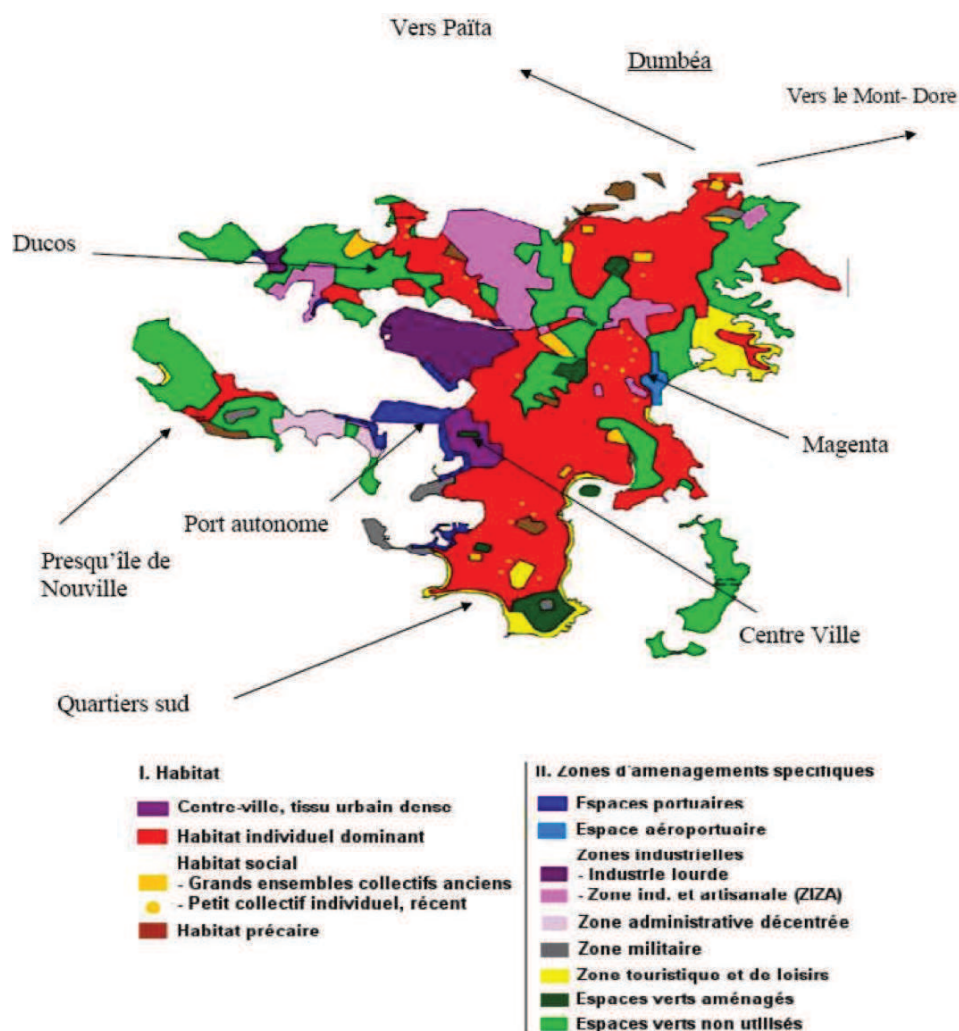 Vers Païta
Dumbéa
Vers le Mont- Dore
Ducos
Magenta
Port autonome
Presqu'île de
Nouville
Centre Ville
Quartiers sud
I. Habitat
Centre-ville, tissu urbain dense
Habitat individuel dominant
Habitat social
- Grands ensembles collectifs anciens
- Petit collectif individuel, récent
Habitat précaire
II. Zones d'aménagements spécifiques
Espaces portuaires
Espace aéroportuaire
Zones industrielles
- Industrie lourde
- Zone ind. et artisanale (ZIZA)
Zone administrative décentrée
Zone militaire
Zone touristique et de loisirs
Espaces verts aménagés
Espaces verts non utilisés